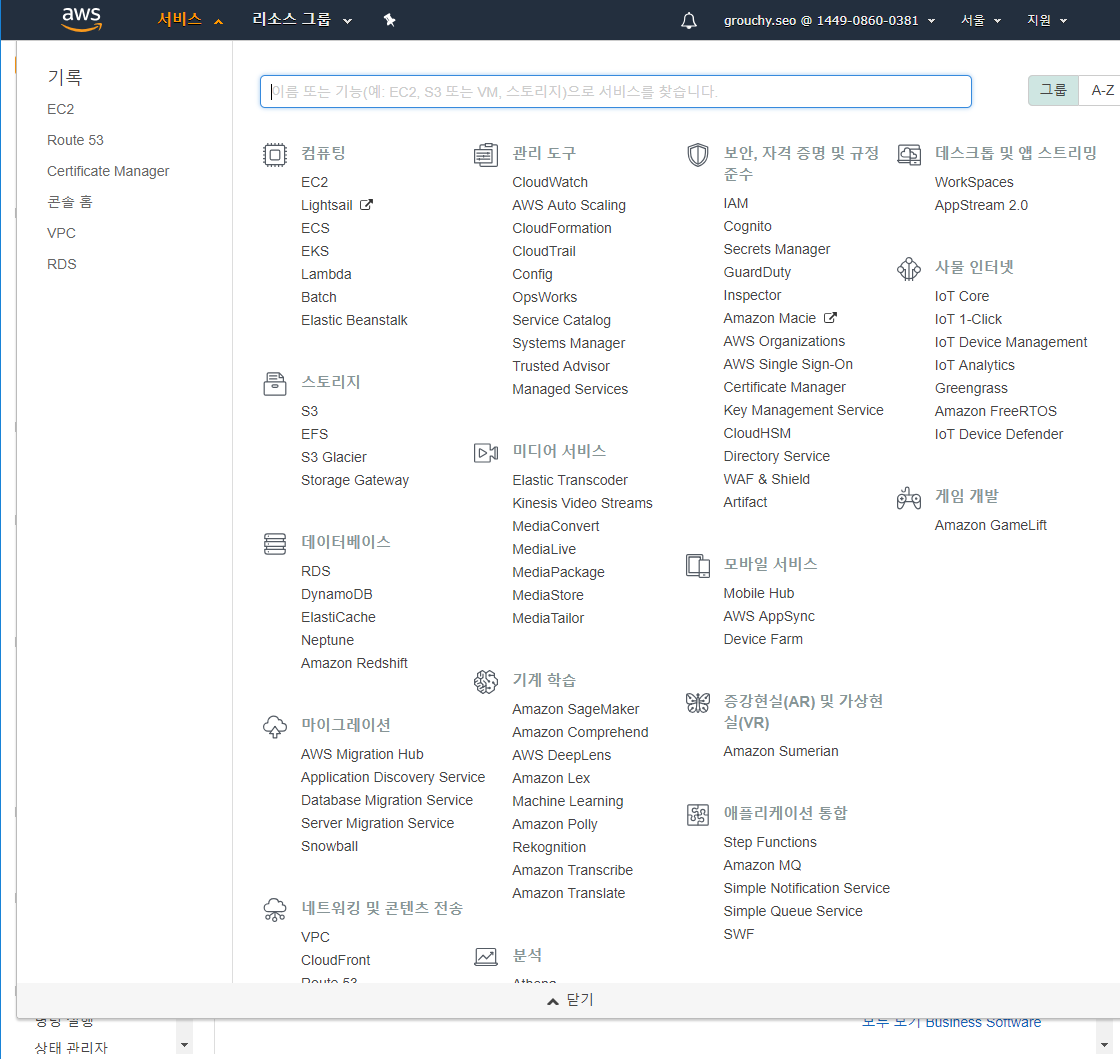 aws
서비스
리소스 그룹
grouchy.seo @ 1449-0860-0381
서울
지원
기록
EC2
Route 53
Certificate Manager
콘솔 홈
VPC
RDS
이름 또는 기능(예: EC2, S3 또는 VM, 스토리지)으로 서비스를 찾습니다.
그룹
A-Z
컴퓨팅
EC2
Lightsail
ECS
EKS
Lambda
Batch
Elastic Beanstalk
스토리지
S3
EFS
S3 Glacier
Storage Gateway
데이터베이스
RDS
DynamoDB
ElastiCache
Neptune
Amazon Redshift
마이그레이션
AWS Migration Hub
Application Discovery Service
Database Migration Service
Server Migration Service
Snowball
네트워킹 및 콘텐츠 전송
VPC
CloudFront
Route 53
관리 도구
CloudWatch
AWS Auto Scaling
CloudFormation
CloudTrail
Config
OpsWorks
Service Catalog
Systems Manager
Trusted Advisor
Managed Services
미디어 서비스
Elastic Transcoder
Kinesis Video Streams
MediaConvert
MediaLive
MediaPackage
MediaStore
MediaTailor
기계 학습
Amazon SageMaker
Amazon Comprehend
AWS DeepLens
Amazon Lex
Machine Learning
Amazon Polly
Rekognition
Amazon Transcribe
Amazon Translate
분석
Athena
보안, 자격 증명 및 규정
준수
IAM
Cognito
Secrets Manager
GuardDuty
Inspector
Amazon Macie
AWS Organizations
AWS Single Sign-On
Certificate Manager
Key Management Service
CloudHSM
Directory Service
WAF & Shield
Artifact
모바일 서비스
Mobile Hub
AWS AppSync
Device Farm
증강현실(AR) 및 가상현
실(VR)
Amazon Sumerian
애플리케이션 통합
Step Functions
Amazon MQ
Simple Notification Service
Simple Queue Service
SWF
데스크톱 및 앱 스트리밍
WorkSpaces
AppStream 2.0
사물 인터넷
IoT Core
IoT 1-Click
IoT Device Management
IoT Analytics
Greengrass
Amazon FreeRTOS
IoT Device Defender
게임 개발
Amazon GameLift
닫기
명령 실행
상태 관리자
모두 보기 Business Software